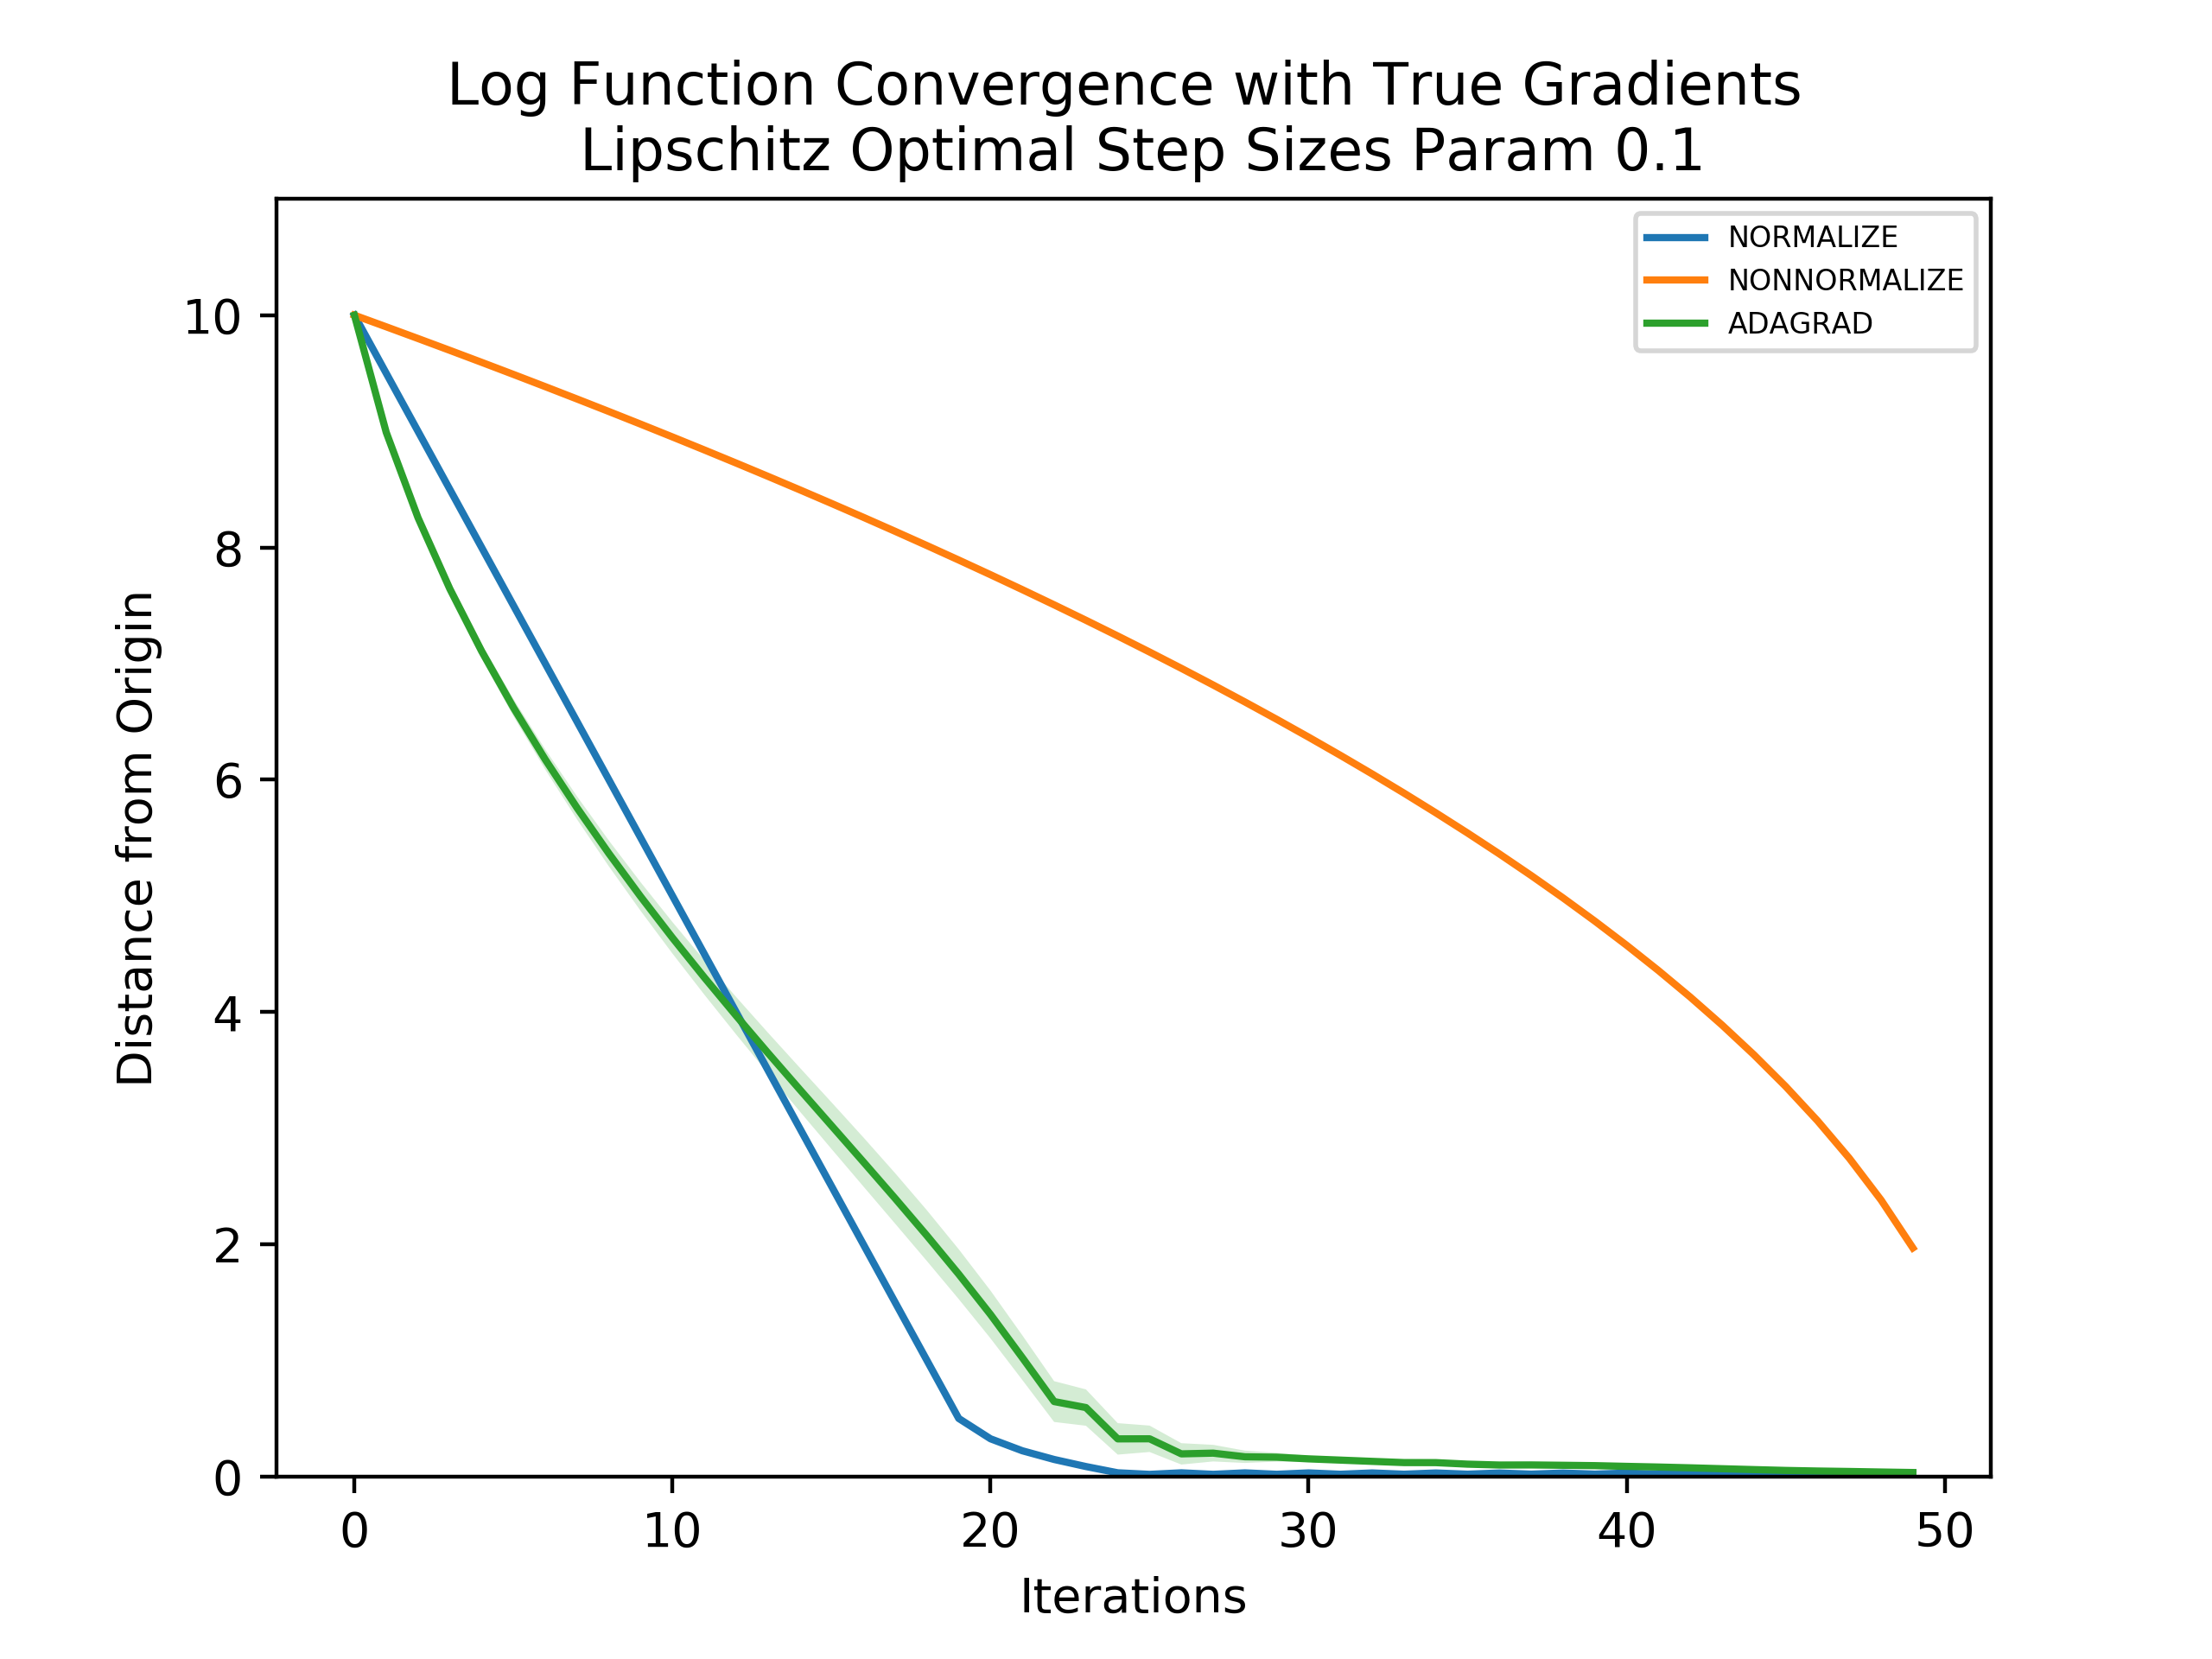 Log Function Convergence with True Gradients
Lipschitz Optimal Step Sizes Param 0.1
NORMALIZE
NONNORMALIZE
ADAGRAD
Distance from Origin
10
8
6
4
2
0
0 10 20 30 40 50
Iterations